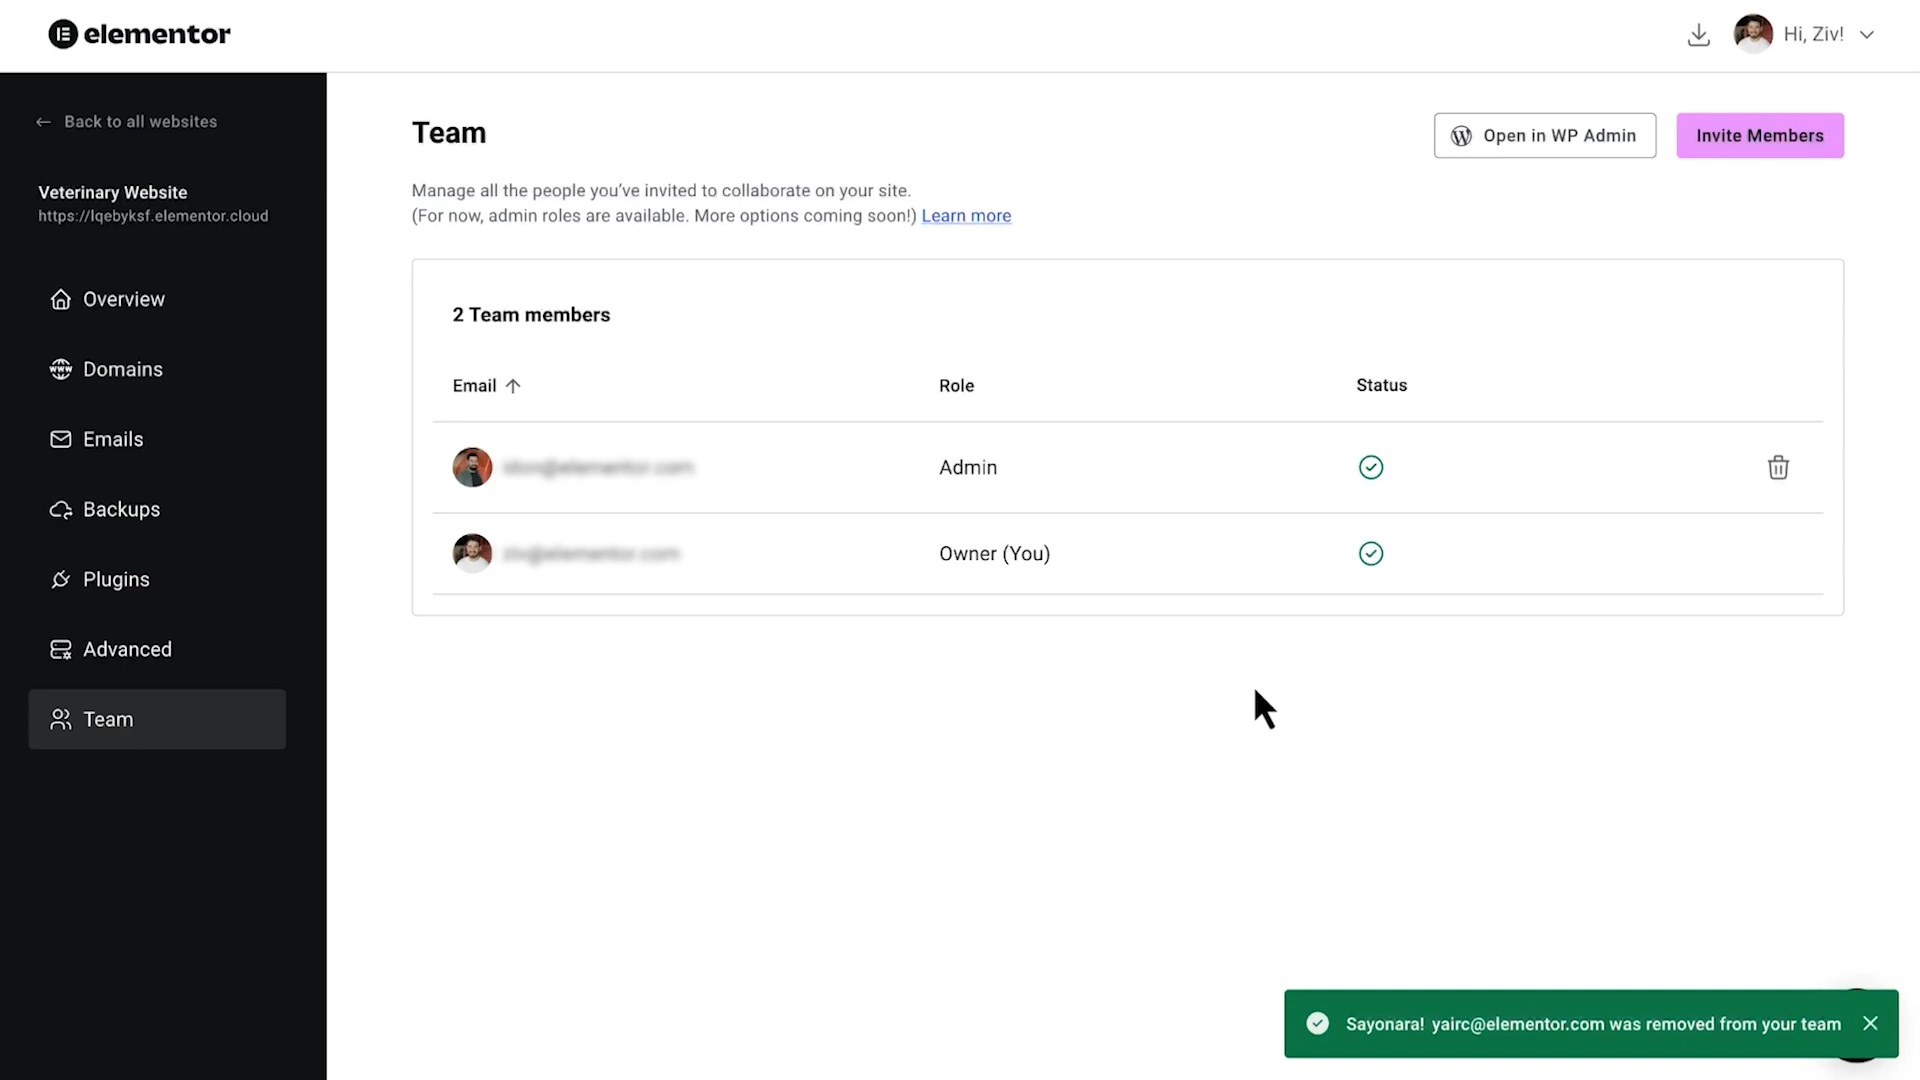 elementor
Hi, Ziv!
Back to all websites
Veterinary Website
https://lqebyksf.elementor.cloud
Overview
Domains
Emails
Backups
Plugins
Advanced
Team
Team
Open in WP Admin
Invite Members
Manage all the people you’ve invited to collaborate on your site.
(For now, admin roles are available. More options coming soon!) Learn more
2 Team members
Email Role Status
Admin
Owner (You)
Sayonara! yairc@elementor.com was removed from your team